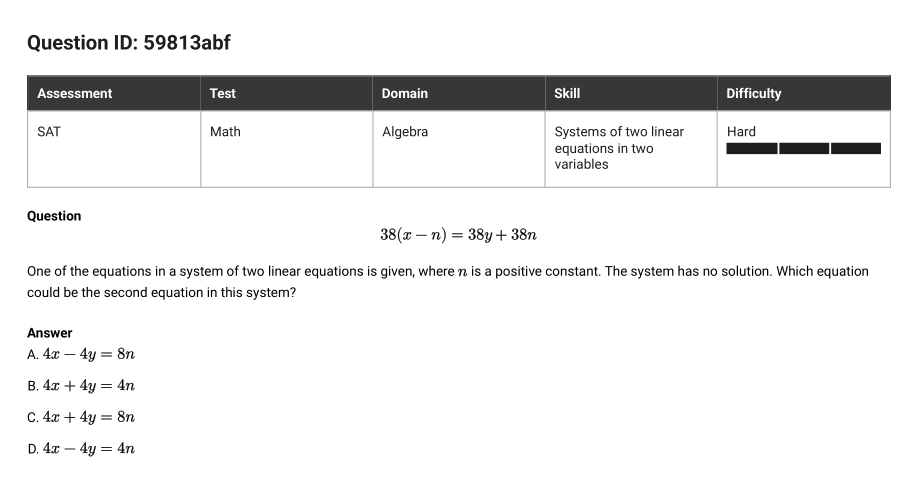 Question ID: 59813abf
Assessment Test Domain Skill Difficulty
SAT Math Algebra Systems of two linear equations in two variables Hard
Question
38(x − n) = 38y + 38n
One of the equations in a system of two linear equations is given, where n is a positive constant. The system has no solution. Which equation
could be the second equation in this system?
Answer
A. 4x − 4y = 8n
B. 4x + 4y = 4n
C. 4x + 4y = 8n
D. 4x − 4y = 4n